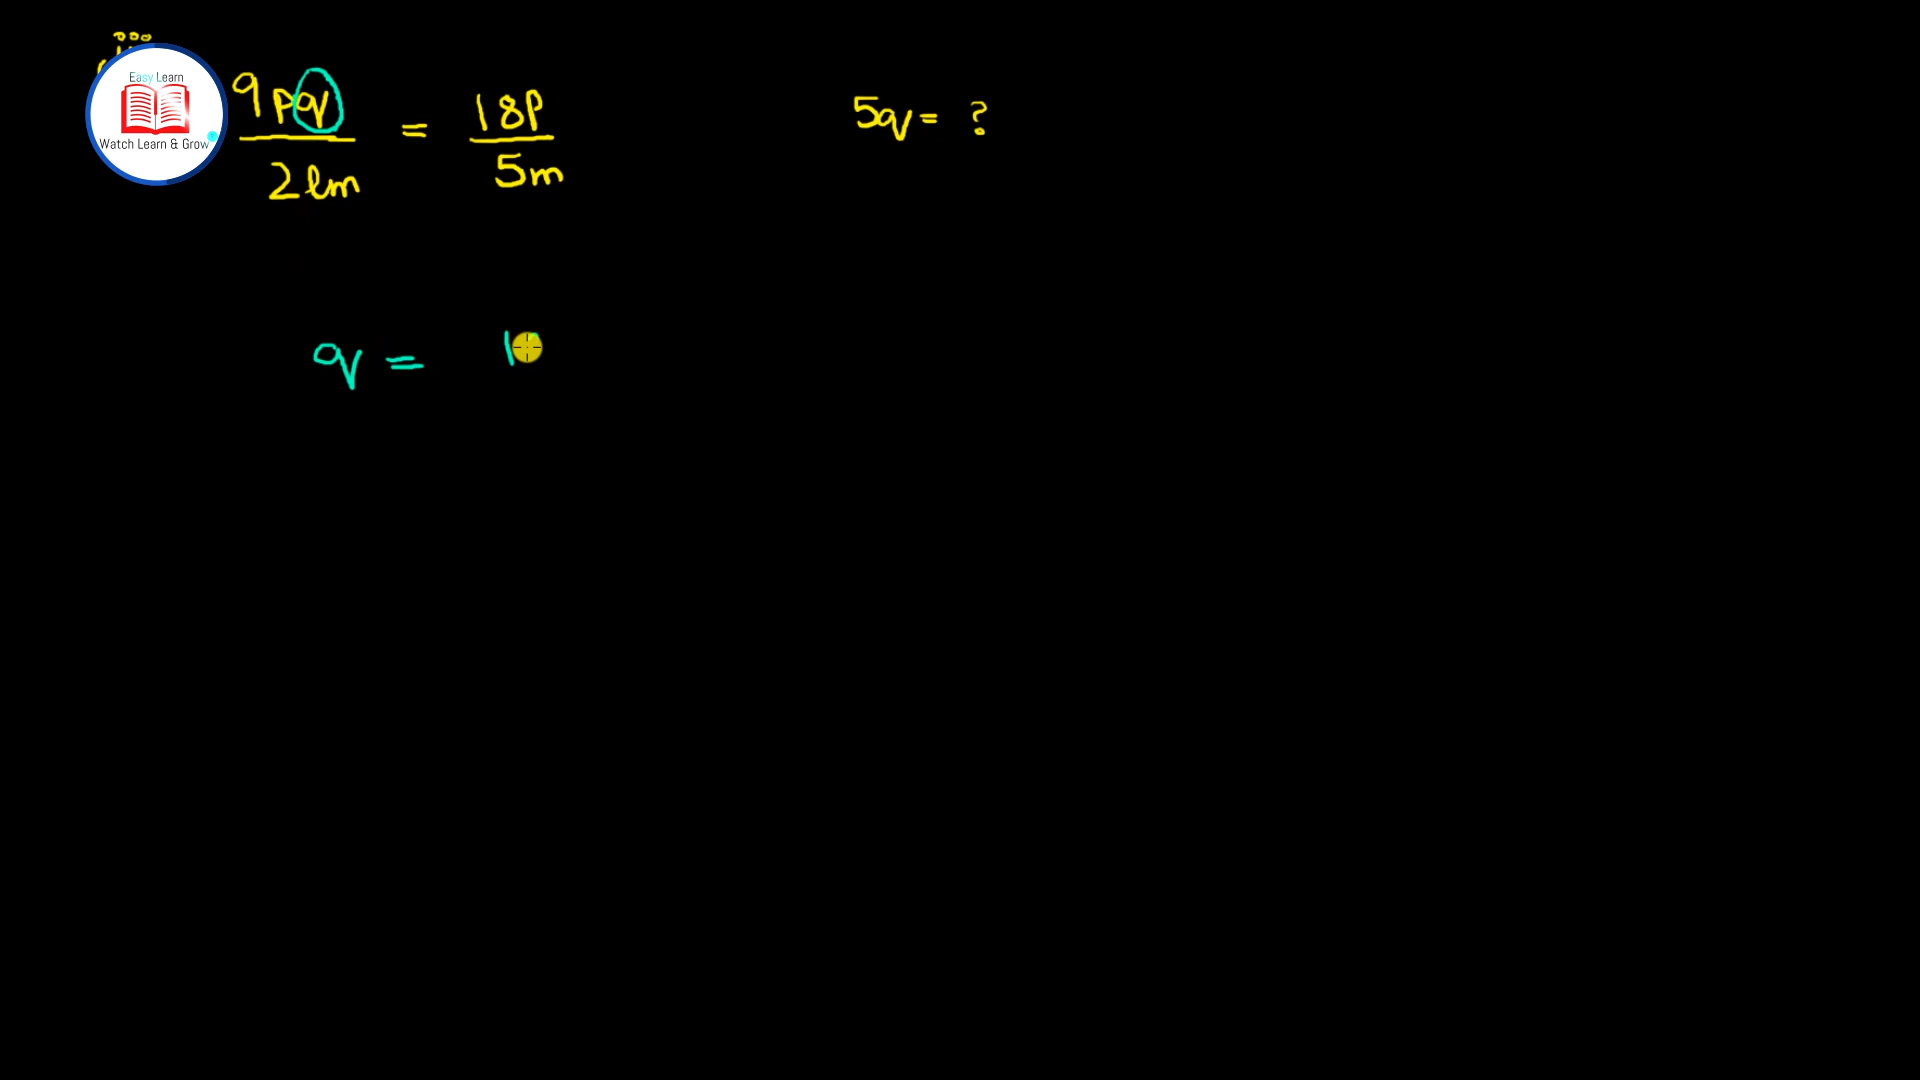 Easy Learn
Watch Learn & Grow
9pq/2lm = 18p/5m
5q = ?
q =